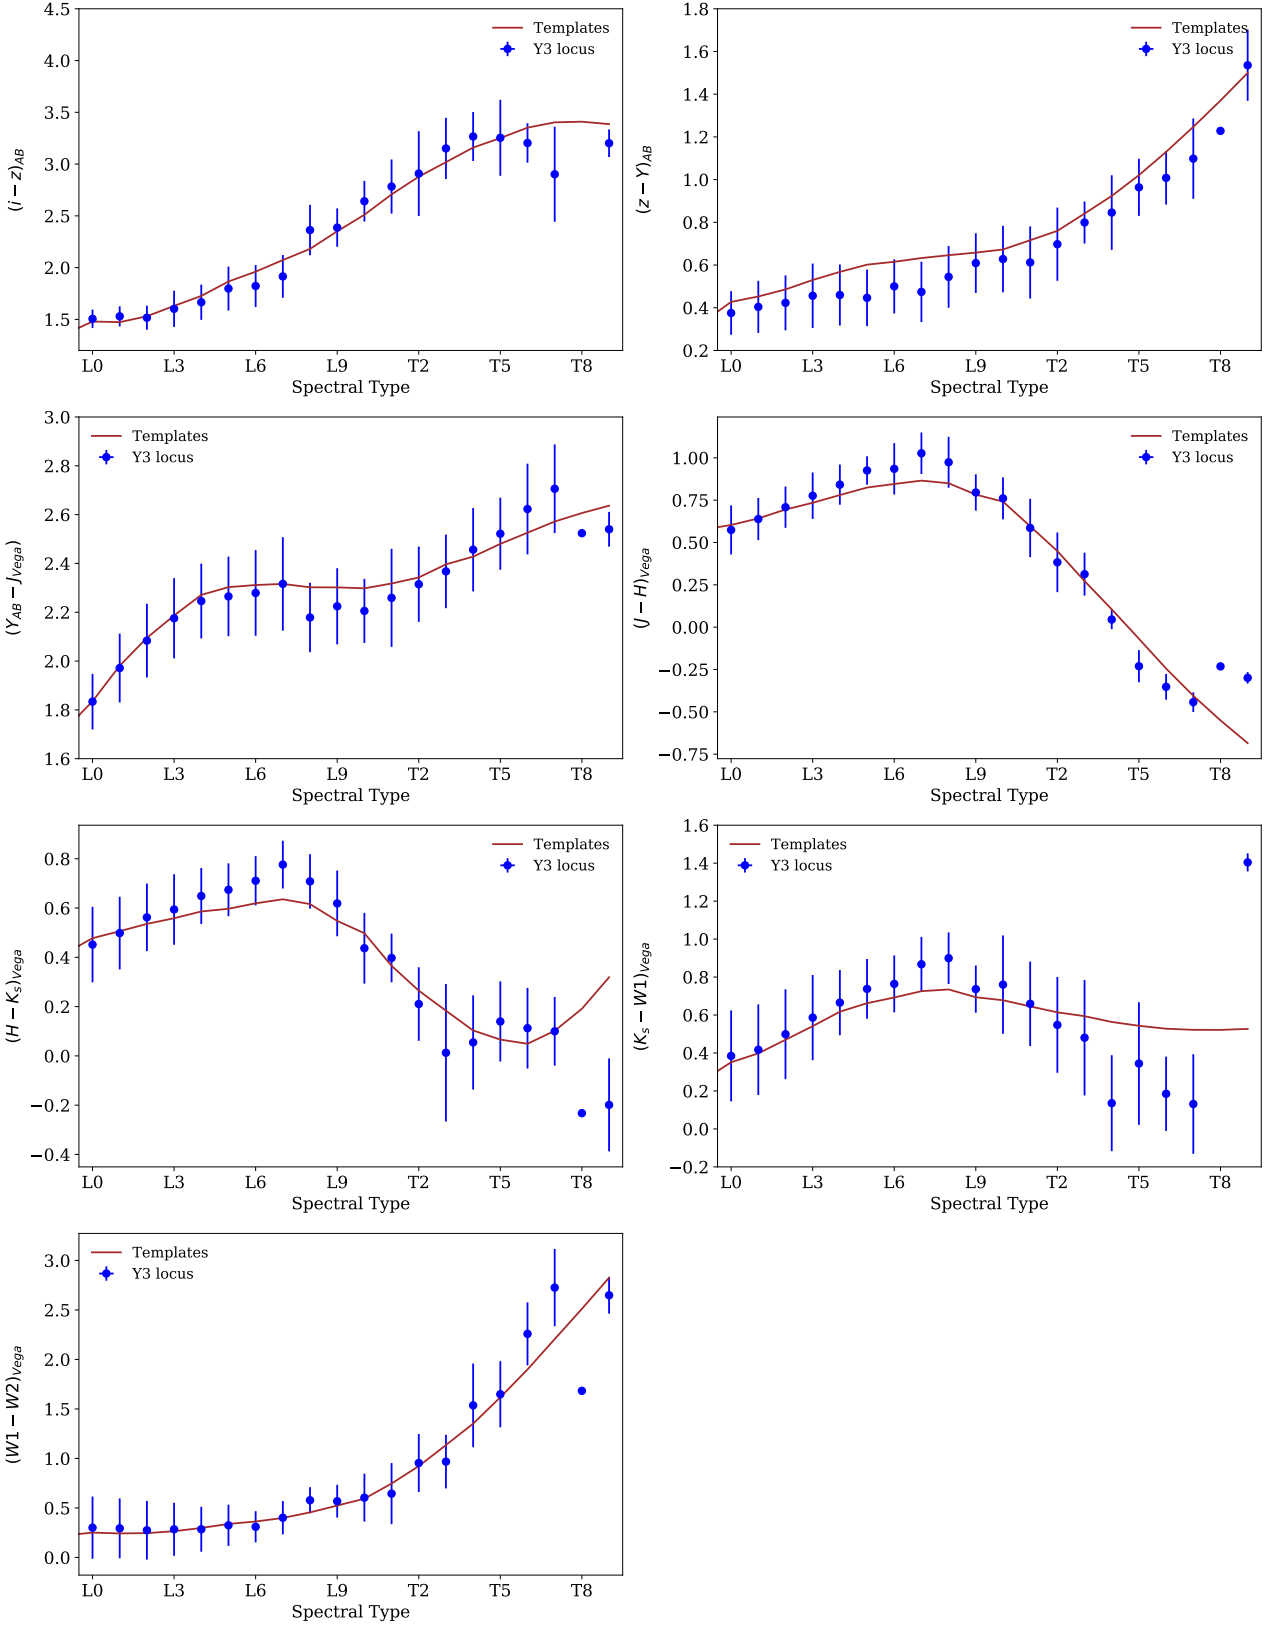 4.5
4.0
3.5
3.0
2.5
2.0
1.5
(i − z)AB
Templates
Y3 locus
L0 L3 L6 L9 T2 T5 T8
Spectral Type
1.8
1.6
1.4
1.2
1.0
0.8
0.6
0.4
0.2
(z − Y)AB
Templates
Y3 locus
L0 L3 L6 L9 T2 T5 T8
Spectral Type
3.0
2.8
2.6
2.4
2.2
2.0
1.8
1.6
(YAB − JVega)
Templates
Y3 locus
L0 L3 L6 L9 T2 T5 T8
Spectral Type
1.00
0.75
0.50
0.25
0.00
−0.25
−0.50
−0.75
(J − H)Vega
Templates
Y3 locus
L0 L3 L6 L9 T2 T5 T8
Spectral Type
0.8
0.6
0.4
0.2
0.0
−0.2
−0.4
(H − Ks)Vega
Templates
Y3 locus
L0 L3 L6 L9 T2 T5 T8
Spectral Type
1.6
1.4
1.2
1.0
0.8
0.6
0.4
0.2
0.0
−0.2
(Ks − W1)Vega
Templates
Y3 locus
L0 L3 L6 L9 T2 T5 T8
Spectral Type
3.0
2.5
2.0
1.5
1.0
0.5
0.0
(W1 − W2)Vega
Templates
Y3 locus
L0 L3 L6 L9 T2 T5 T8
Spectral Type